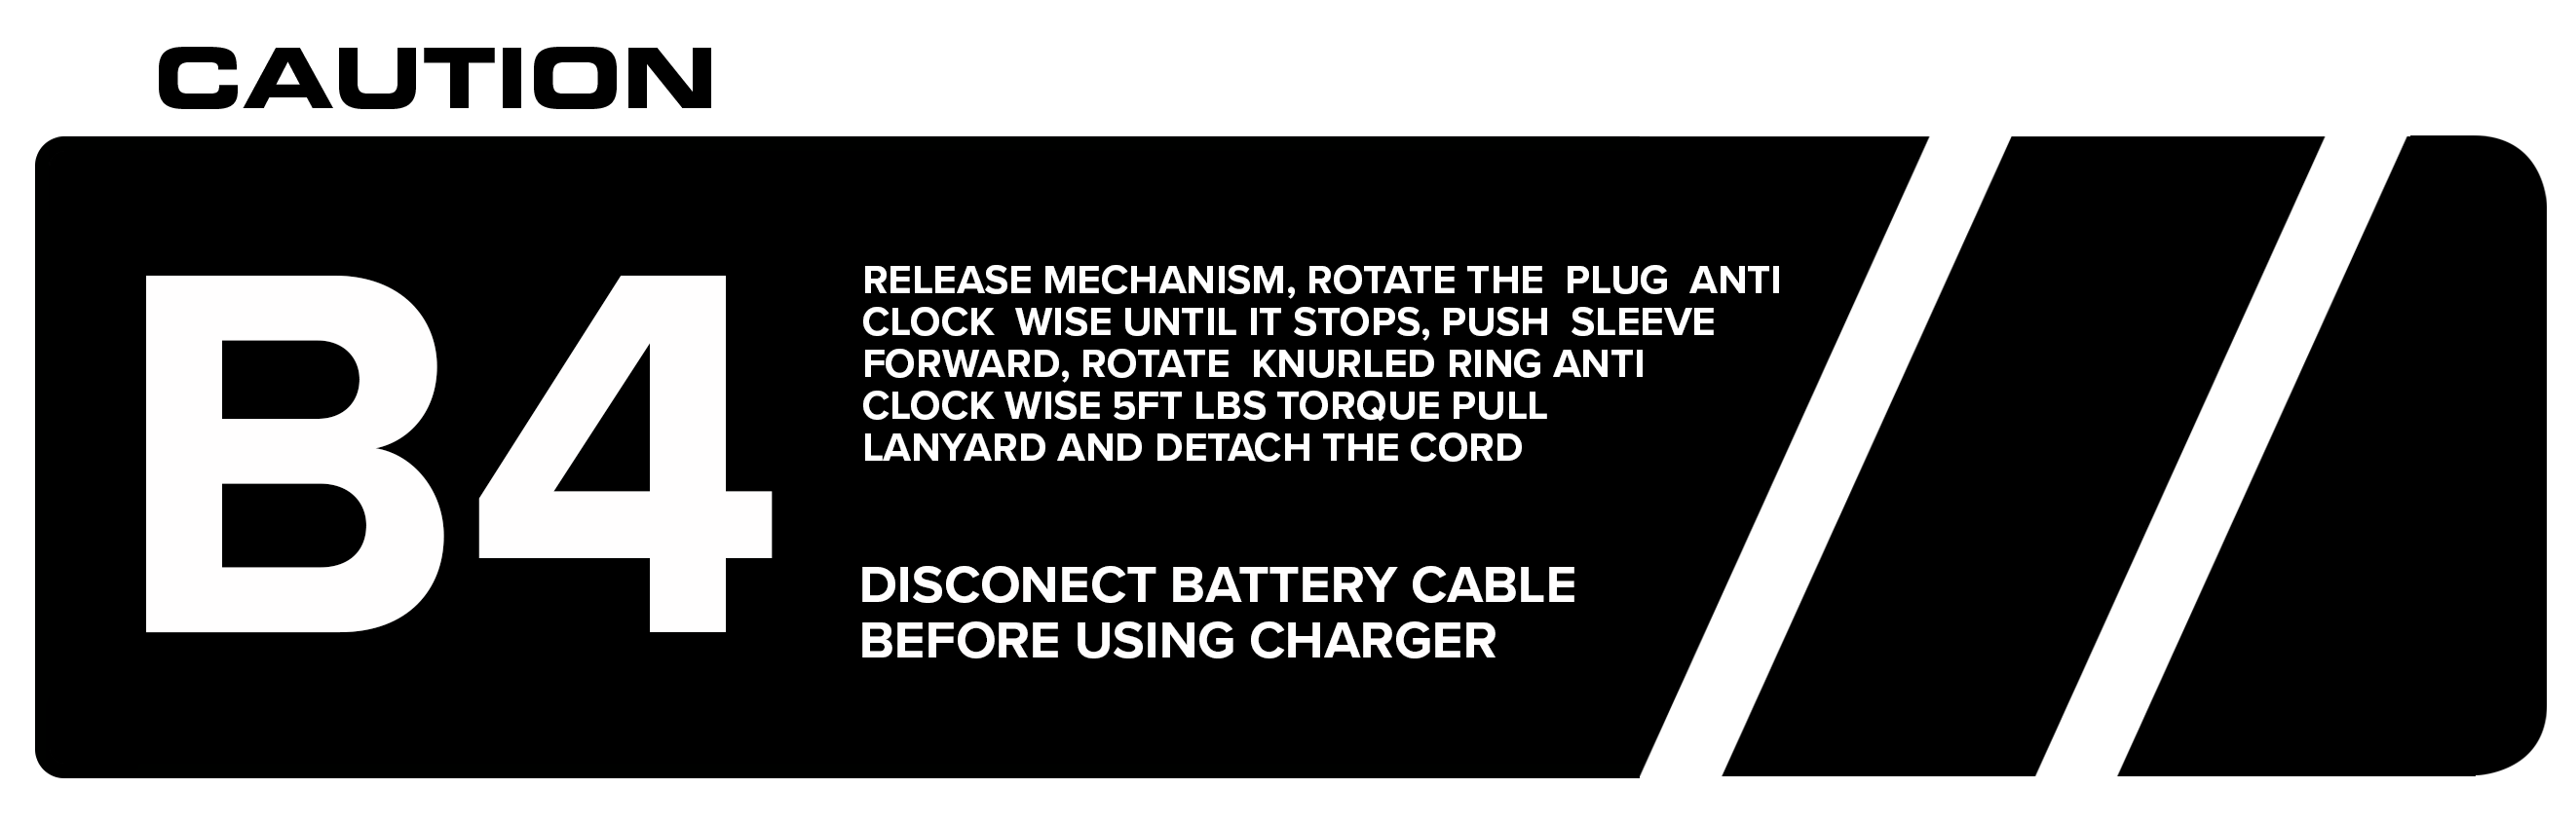 CAUTION
B4
RELEASE MECHANISM, ROTATE THE PLUG ANTI
CLOCK WISE UNTIL IT STOPS, PUSH SLEEVE
FORWARD, ROTATE KNURLED RING ANTI
CLOCK WISE 5FT LBS TORQUE PULL
LANYARD AND DETACH THE CORD
DISCONECT BATTERY CABLE
BEFORE USING CHARGER